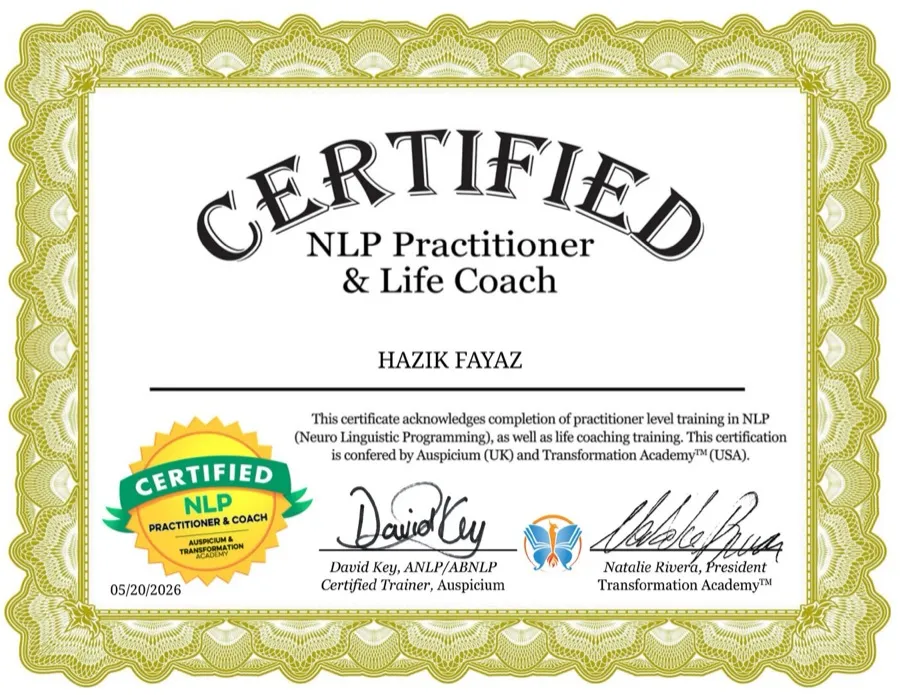 CERTIFIED
NLP Practitioner
& Life Coach
HAZIK FAYAZ
This certificate acknowledges completion of practitioner level training in NLP
(Neuro Linguistic Programming), as well as life coaching training. This certification
is confered by Auspicium (UK) and Transformation Academy™ (USA).
CERTIFIED
NLP
PRACTITIONER & COACH
AUSPICIUM &
TRANSFORMATION
ACADEMY
05/20/2026
David Key
David Key, ANLP/ABNLP
Certified Trainer, Auspicium
Natalie Rivera, President
Transformation Academy™